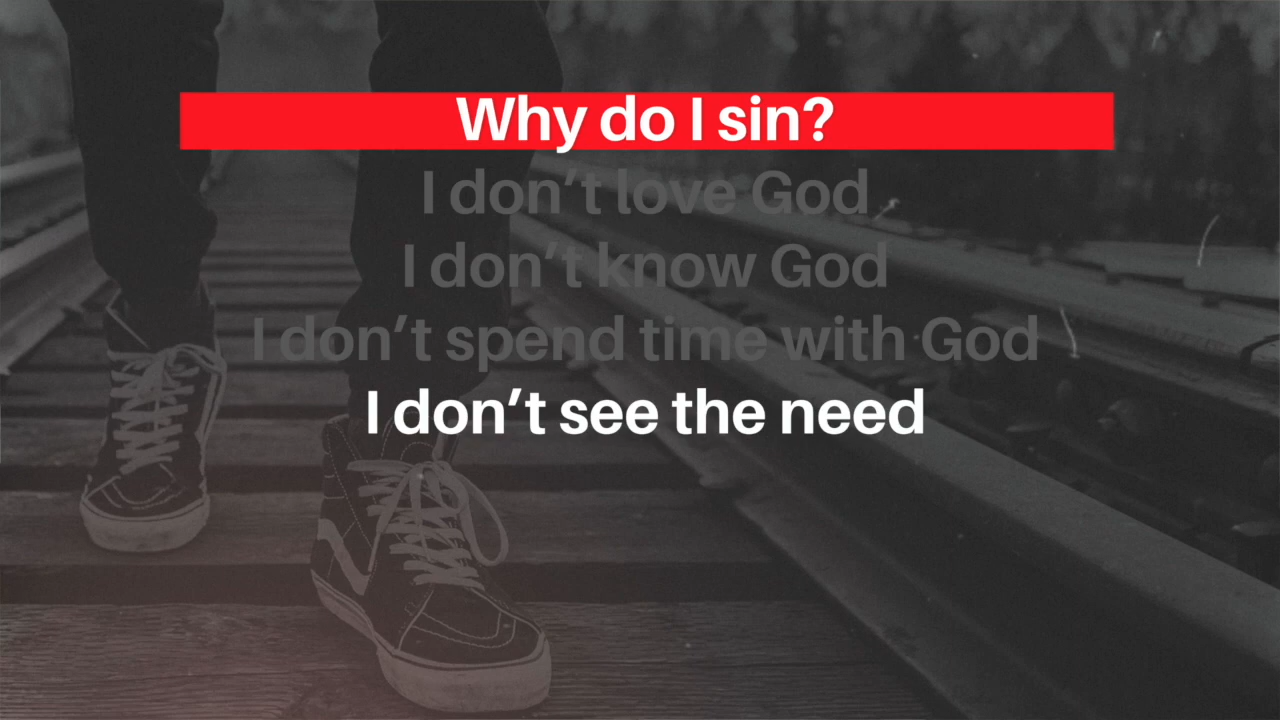 Why do I sin?
I don’t love God
I don’t know God
I don’t spend time with God
I don’t see the need